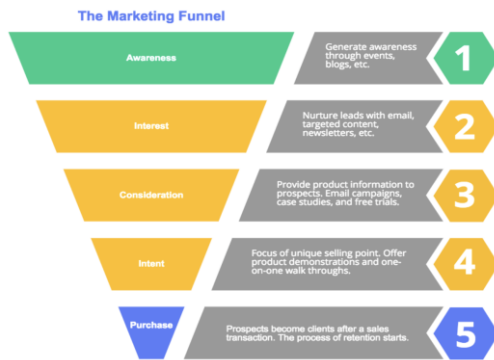 The Marketing Funnel
Awareness
Generate awareness
through events,
blogs, etc.
1
Interest
Nurture leads with email,
targeted content,
newsletters, etc.
2
Consideration
Provide product information to
prospects. Email campaigns,
case studies, and free trials.
3
Intent
Focus of unique selling point. Offer
product demonstrations and one-
on-one walk throughs.
4
Purchase
Prospects become clients after a sales
transaction. The process of retention starts.
5